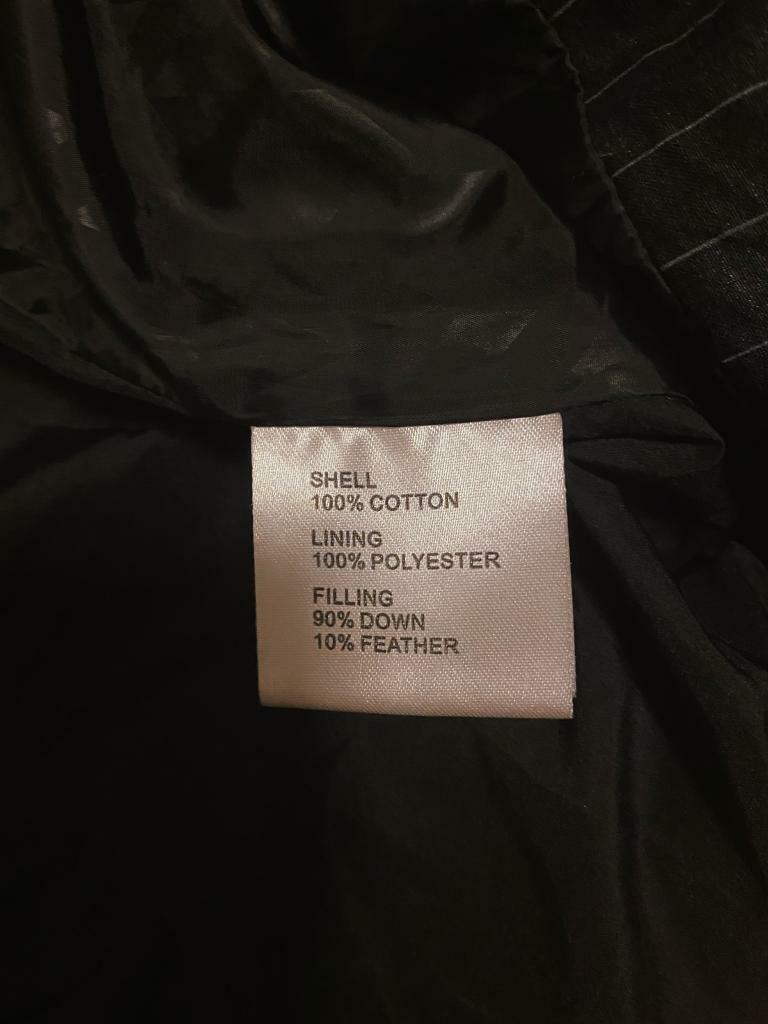 SHELL
100% COTTON
LINING
100% POLYESTER
FILLING
90% DOWN
10% FEATHER